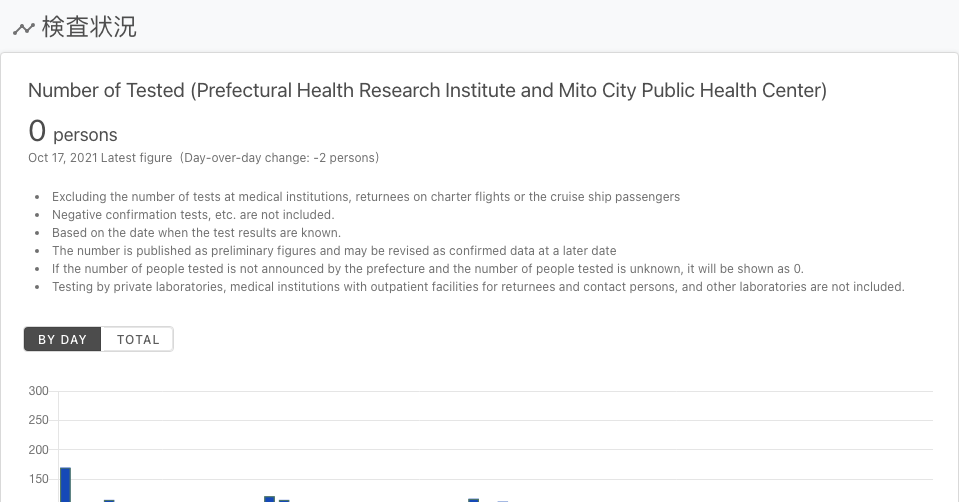 検査状況
Number of Tested (Prefectural Health Research Institute and Mito City Public Health Center)
0 persons
Oct 17, 2021 Latest figure (Day-over-day change: -2 persons)
• Excluding the number of tests at medical institutions, returnees on charter flights or the cruise ship passengers
• Negative confirmation tests, etc. are not included.
• Based on the date when the test results are known.
• The number is published as preliminary figures and may be revised as confirmed data at a later date
• If the number of people tested is not announced by the prefecture and the number of people tested is unknown, it will be shown as 0.
• Testing by private laboratories, medical institutions with outpatient facilities for returnees and contact persons, and other laboratories are not included.
BY DAY TOTAL
300
250
200
150